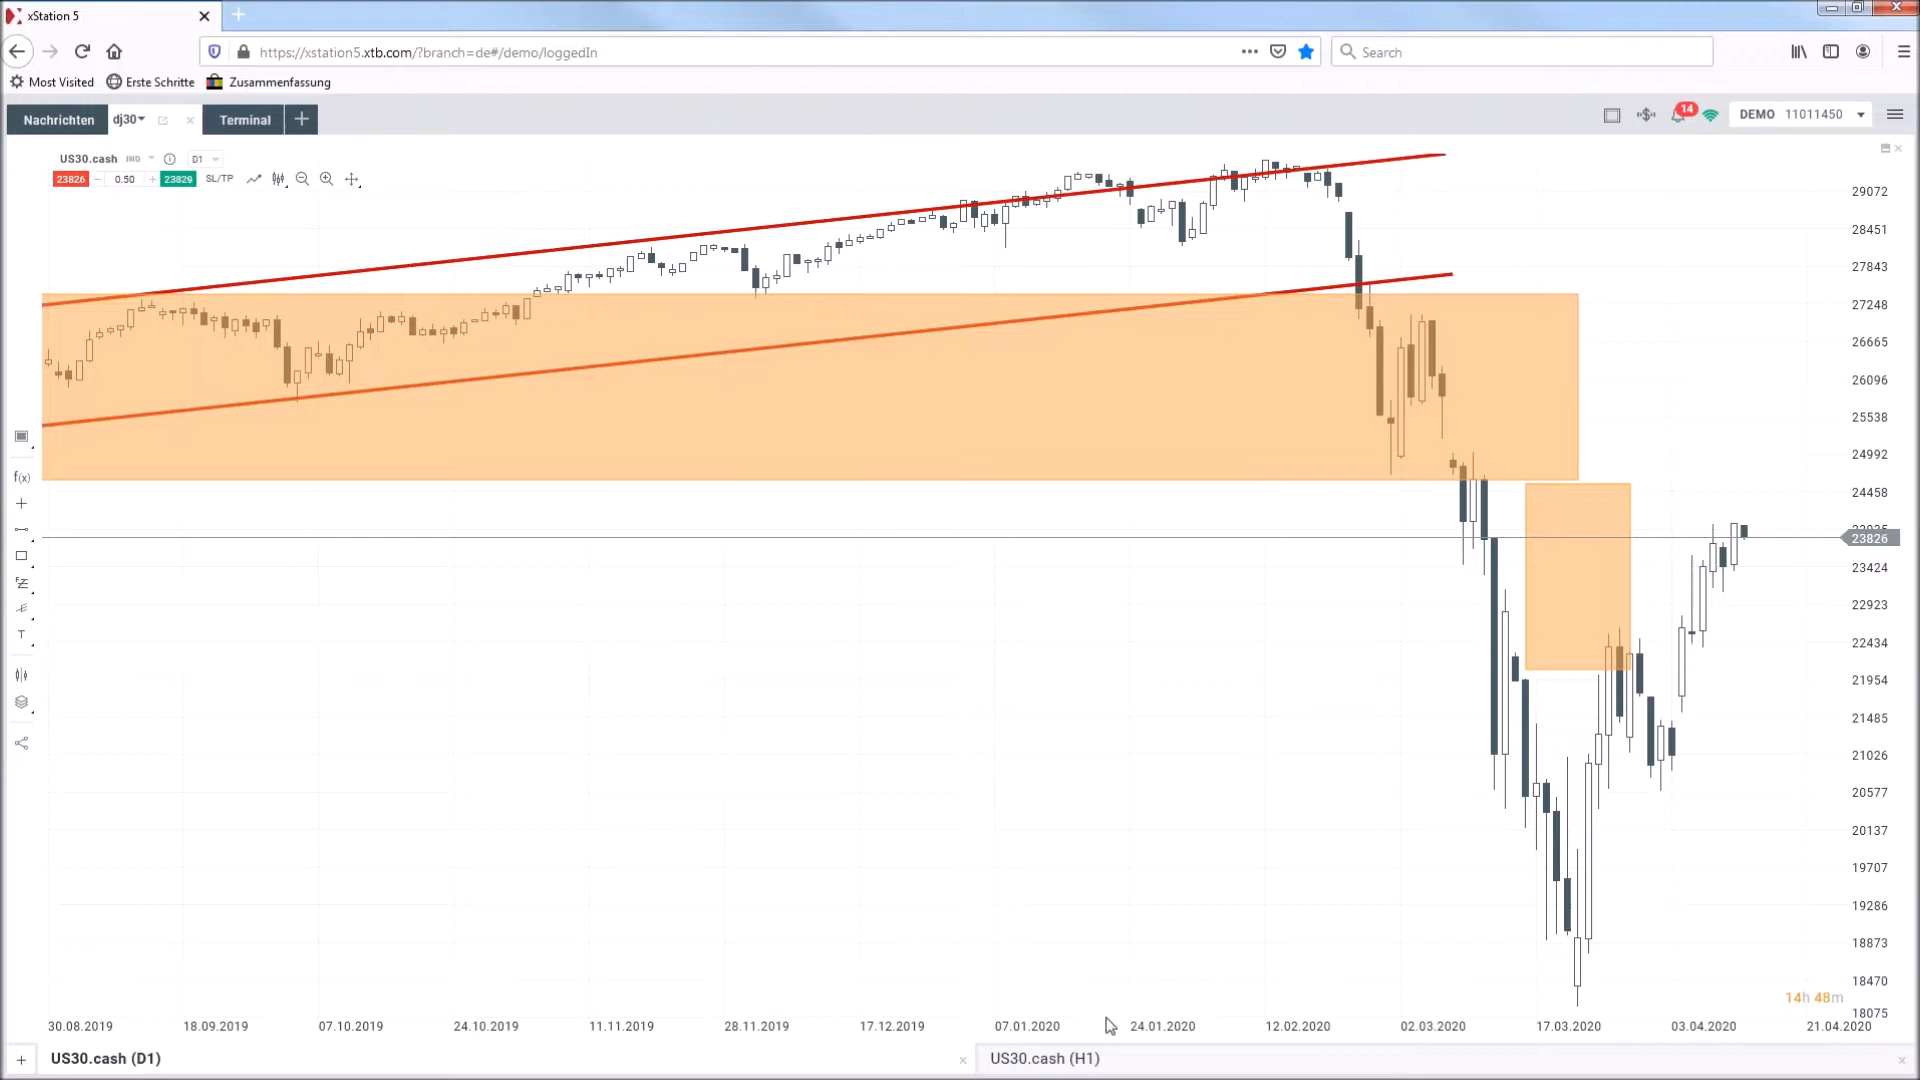 xStation 5
https://xstation5.xtb.com/?branch=de#/demo/loggedIn
Search
Most Visited
Erste Schritte
Zusammenfassung
Nachrichten
dj30
Terminal
14
DEMO 11011450
US30.cash IND D1
23826 0.50 23829 SL/TP
29072
28451
27843
27248
26665
26096
25538
24992
24458
23826
23424
22923
22434
21954
21485
21026
20577
20137
19707
19286
18873
18470
18075
f(x)
T
14h 48m
30.08.2019 18.09.2019 07.10.2019 24.10.2019 11.11.2019 28.11.2019 17.12.2019 07.01.2020 24.01.2020 12.02.2020 02.03.2020 17.03.2020 03.04.2020 21.04.2020
US30.cash (D1)
US30.cash (H1)